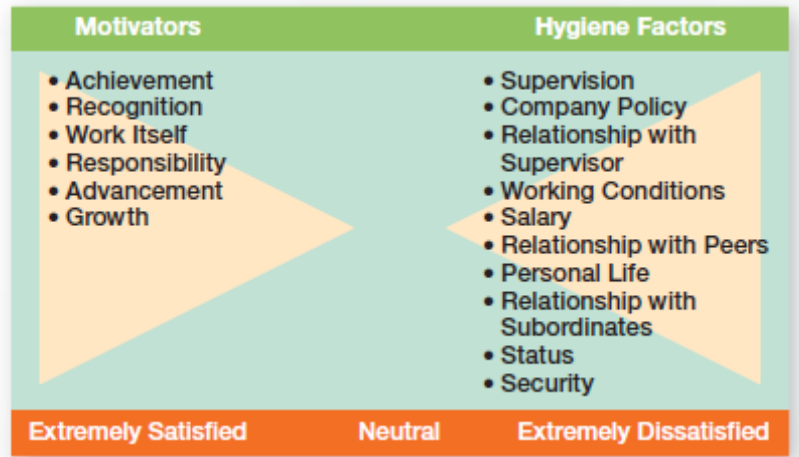 Motivators
Hygiene Factors
• Achievement
• Recognition
• Work Itself
• Responsibility
• Advancement
• Growth
• Supervision
• Company Policy
• Relationship with
Supervisor
• Working Conditions
• Salary
• Relationship with Peers
• Personal Life
• Relationship with
Subordinates
• Status
• Security
Extremely Satisfied
Neutral
Extremely Dissatisfied